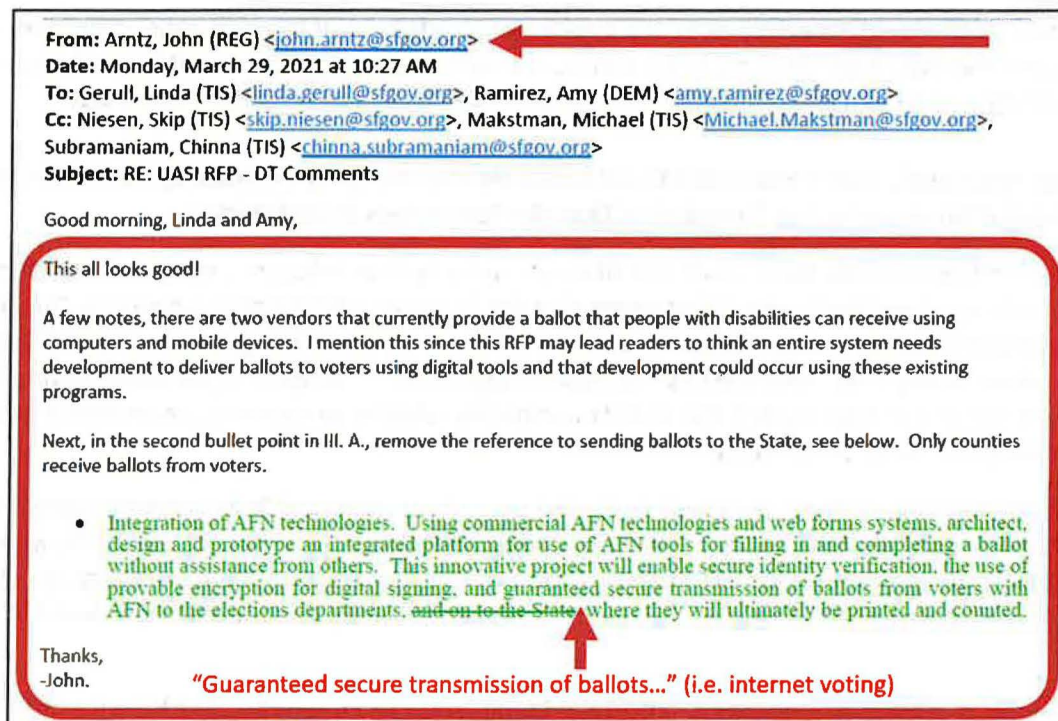 From: Arntz, John (REG) <john.arntz@sfgov.org>
Date: Monday, March 29, 2021 at 10:27 AM
To: Gerull, Linda (TIS) <linda.gerull@sfgov.org>, Ramirez, Amy (DEM) <amy.ramirez@sfgov.org>
Cc: Niesen, Skip (TIS) <skip.niesen@sfgov.org>, Makstman, Michael (TIS) <Michael.Makstman@sfgov.org>,
Subramaniam, Chinna (TIS) <chinna.subramaniam@sfgov.org>
Subject: RE: UASI RFP - DT Comments
Good morning, Linda and Amy,
This all looks good!
A few notes, there are two vendors that currently provide a ballot that people with disabilities can receive using
computers and mobile devices. I mention this since this RFP may lead readers to think an entire system needs
development to deliver ballots to voters using digital tools and that development could occur using these existing
programs.
Next, in the second bullet point in III. A., remove the reference to sending ballots to the State, see below. Only counties
receive ballots from voters.
• Integration of AFN technologies. Using commercial AFN technologies and web forms systems, architect,
design and prototype an integrated platform for use of AFN tools for filling in and completing a ballot
without assistance from others. This innovative project will enable secure identity verification, the use of
provable encryption for digital signing, and guaranteed secure transmission of ballots from voters with
AFN to the elections departments, and on to the State, where they will ultimately be printed and counted.
Thanks,
-John.
"Guaranteed secure transmission of ballots..." (i.e. internet voting)